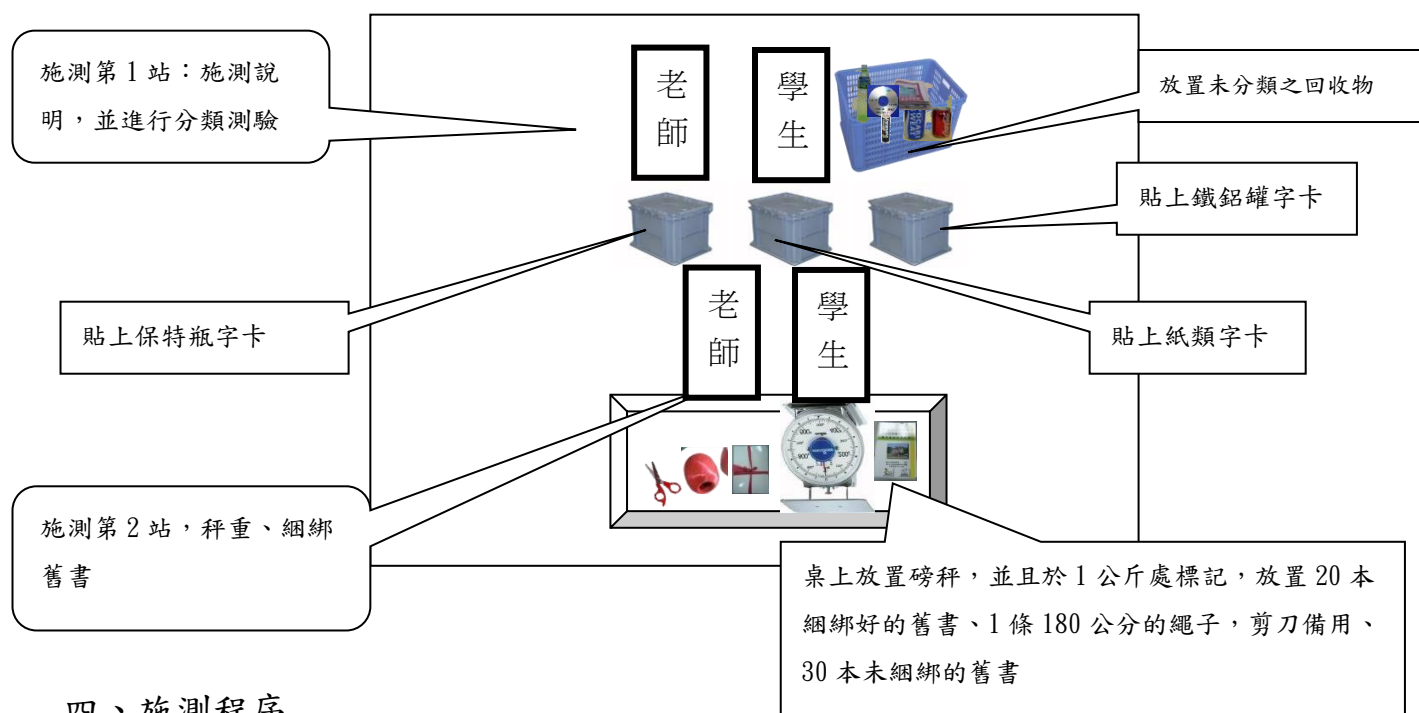 施測第1站：施測說
明，並進行分類測驗
老師
學生
放置未分類之回收物
貼上鐵鋁罐字卡
貼上保特瓶字卡
老師
學生
貼上紙類字卡
施測第2站，秤重、綑綁
舊書
桌上放置磅秤，並且於1公斤處標記，放置20本
綑綁好的舊書、1條180公分的繩子，剪刀備用、
30本未綑綁的舊書
四、施測程序